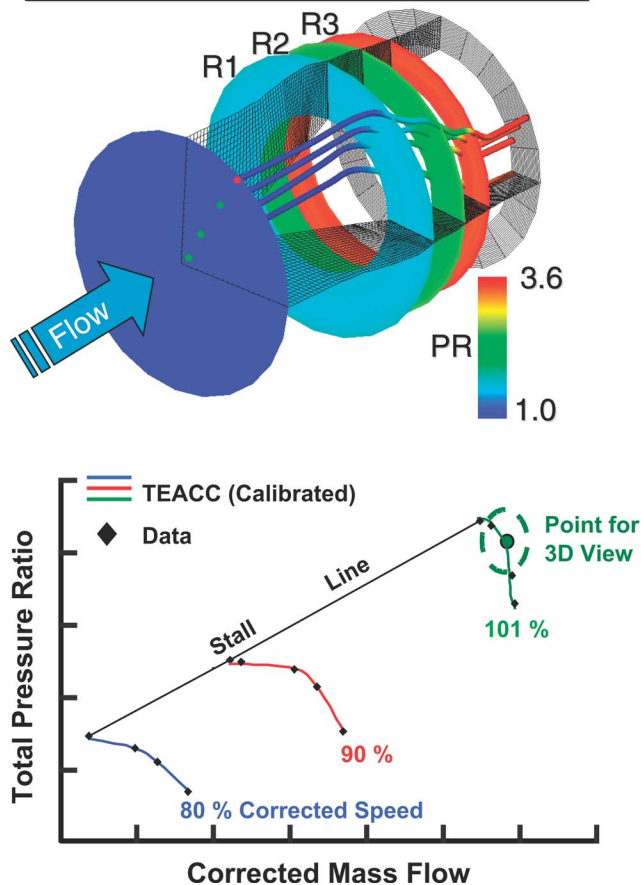 R3
R2
R1
Flow
3.6
PR
1.0
TEACC (Calibrated)
Data
Point for
3D View
Line
Stall
101 %
90 %
80 % Corrected Speed
Total Pressure Ratio
Corrected Mass Flow